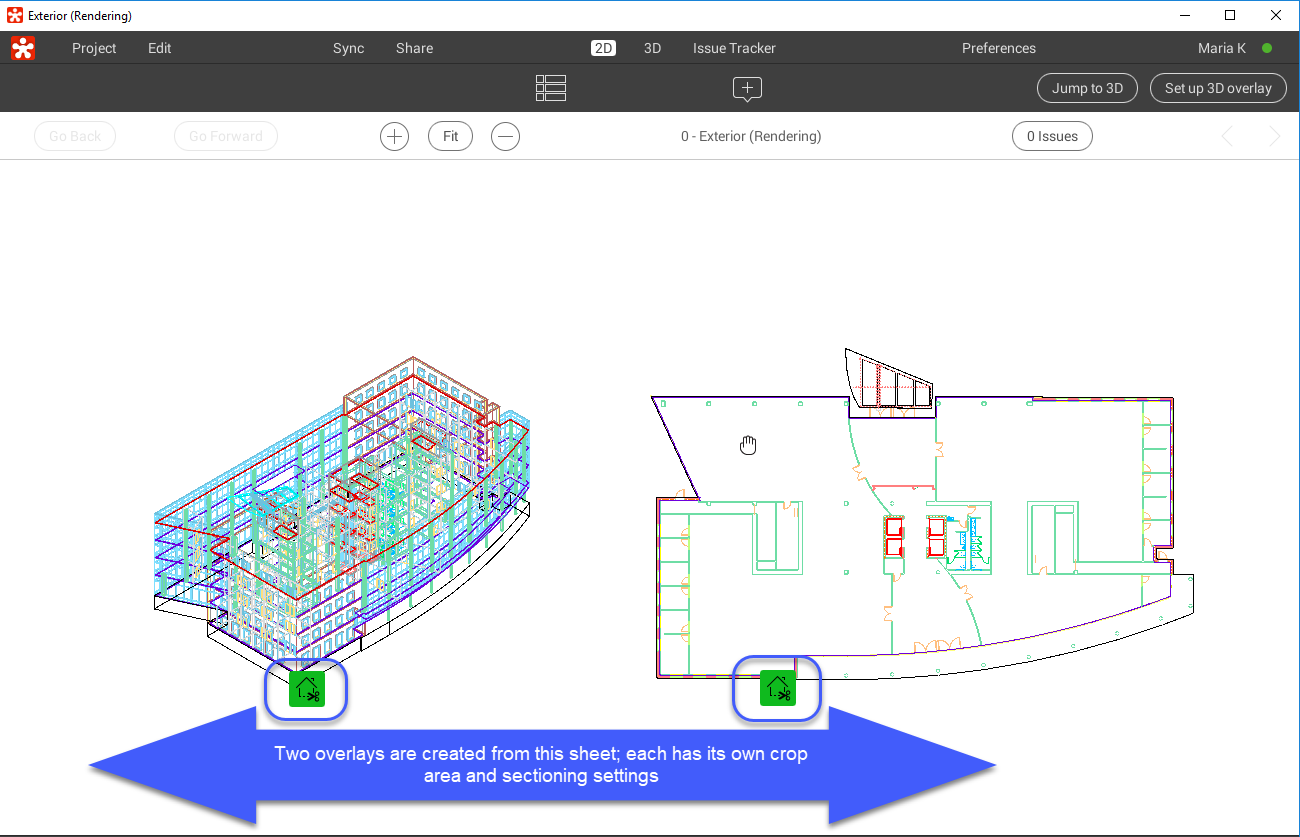 Exterior (Rendering)
Project Edit Sync Share 2D 3D Issue Tracker Preferences Maria K
Jump to 3D Set up 3D overlay
Go Back Go Forward Fit 0 - Exterior (Rendering) 0 Issues
Two overlays are created from this sheet; each has its own crop
area and sectioning settings